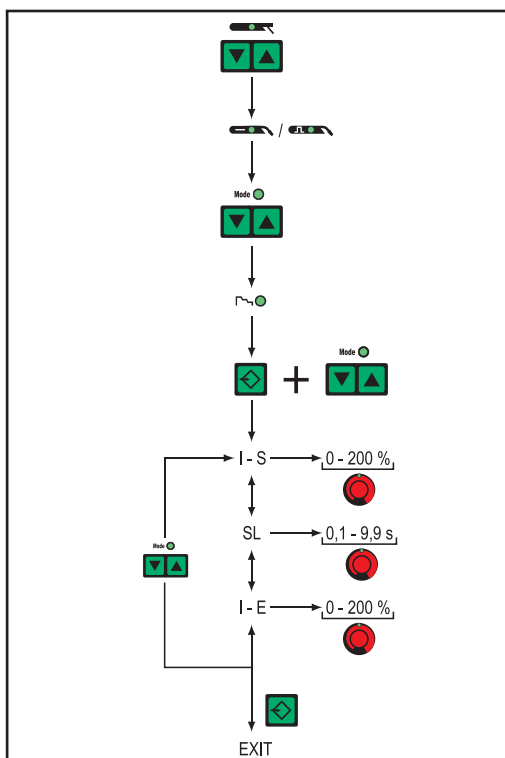 /
Mode
Mode
+
I - S
0 - 200 %
SL
0,1 - 9,9 s
Mode
I - E
0 - 200 %
EXIT